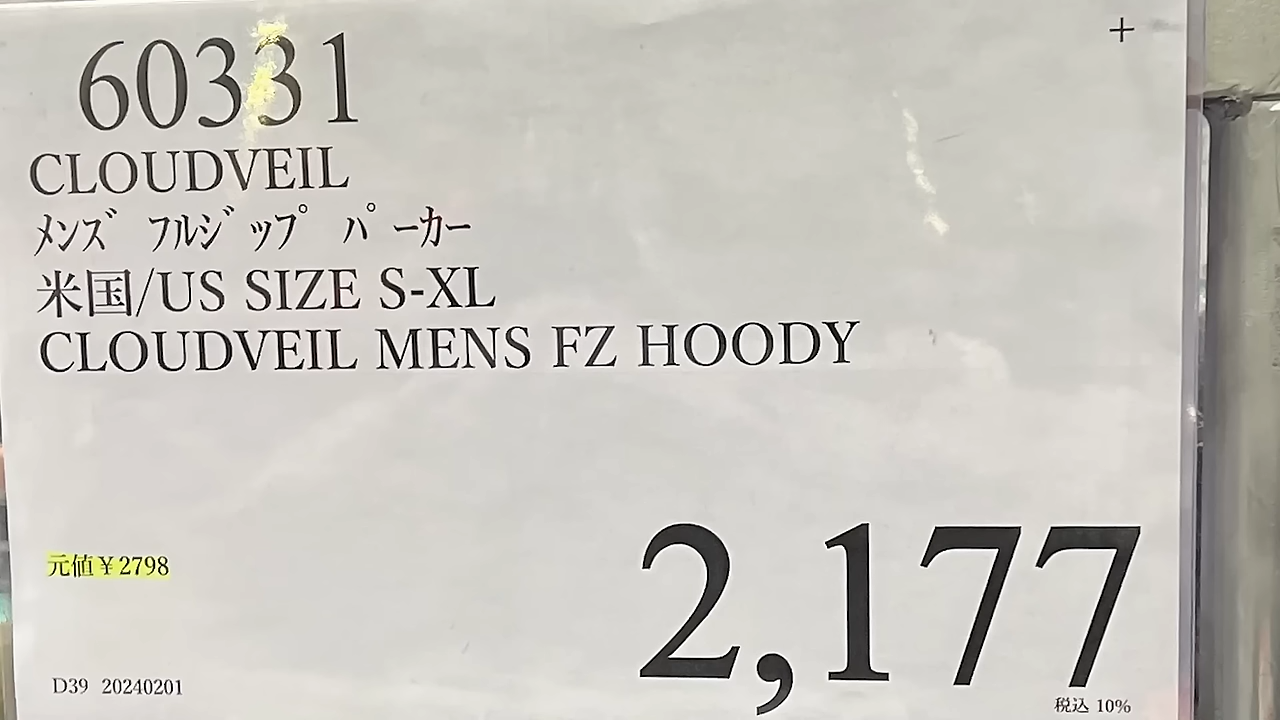 +
60331
CLOUDVEIL
メンズ フルジップ パーカー
米国/US SIZE S-XL
CLOUDVEIL MENS FZ HOODY
元値¥2798
2,177
D39 20240201
税込 10%